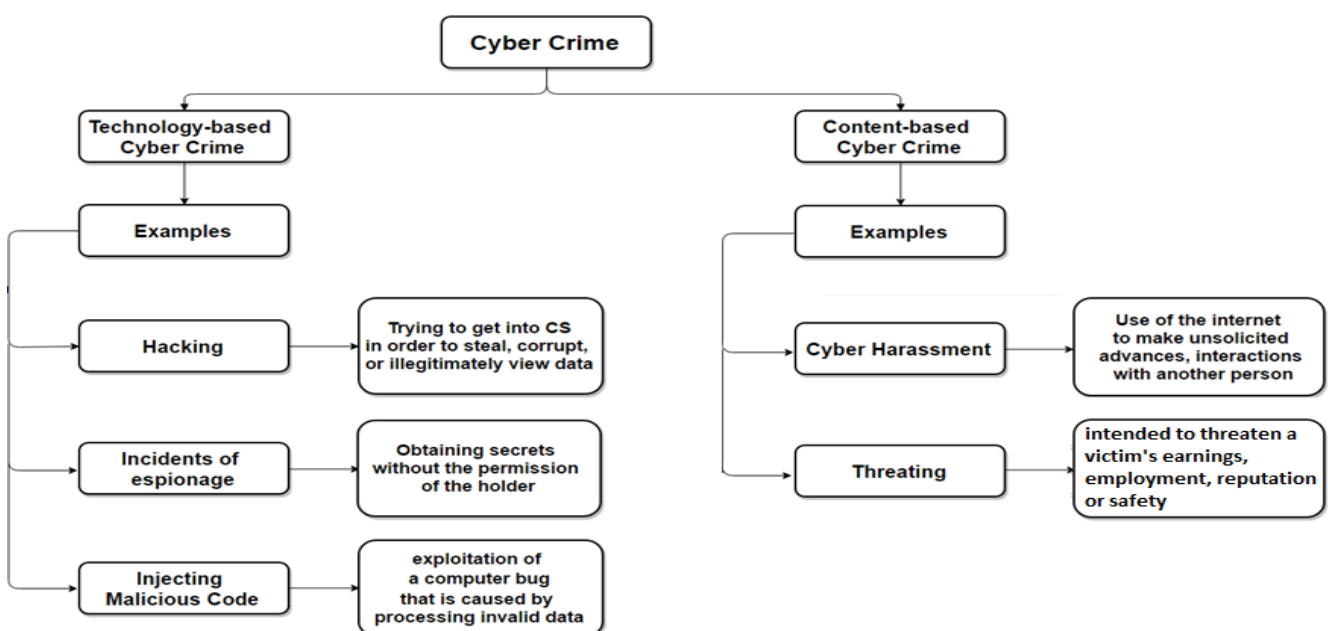 Cyber Crime
Technology-based
Cyber Crime
Examples
Hacking
Trying to get into CS
in order to steal, corrupt,
or illegitimately view data
Incidents of
espionage
Obtaining secrets
without the permission
of the holder
Injecting
Malicious Code
exploitation of
a computer bug
that is caused by
processing invalid data
Content-based
Cyber Crime
Examples
Cyber Harassment
Use of the internet
to make unsolicited
advances, interactions
with another person
Threating
intended to threaten a
victim's earnings,
employment, reputation
or safety